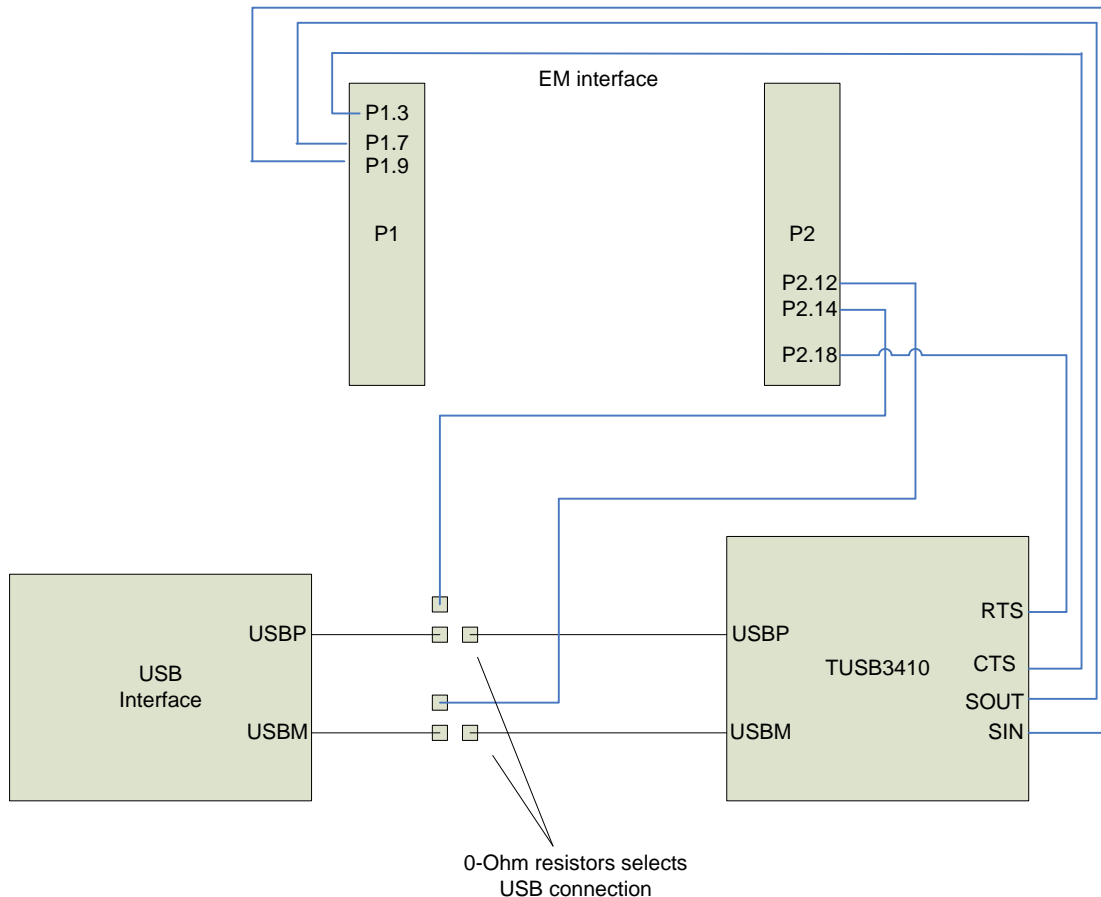 EM interface
P1.3
P1.7
P1.9
P1
P2
P2.12
P2.14
P2.18
USBP
USB
Interface
USBM
USBP
TUSB3410
USBM
RTS
CTS
SOUT
SIN
0-Ohm resistors selects
USB connection